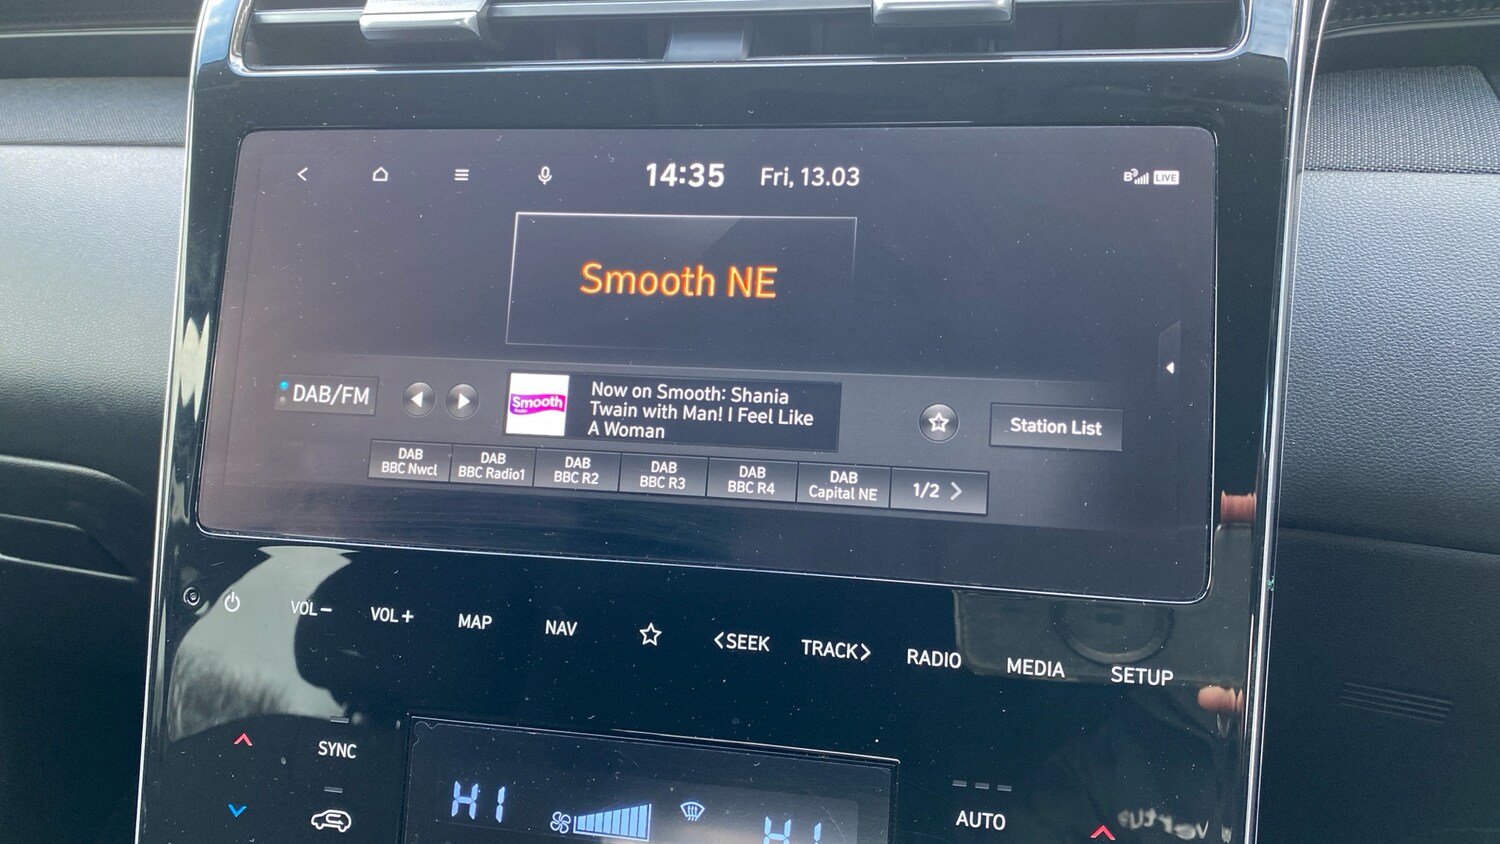 14:35 Fri, 13.03 LIVE
Smooth NE
DAB/FM
Smooth
Radio
Now on Smooth: Shania
Twain with Man! I Feel Like
A Woman
Station List
DAB
BBC Nwcl
DAB
BBC Radio1
DAB
BBC R2
DAB
BBC R3
DAB
BBC R4
DAB
Capital NE
1/2
VOL− VOL+ MAP NAV <SEEK TRACK> RADIO MEDIA SETUP
SYNC
HI
HI
AUTO